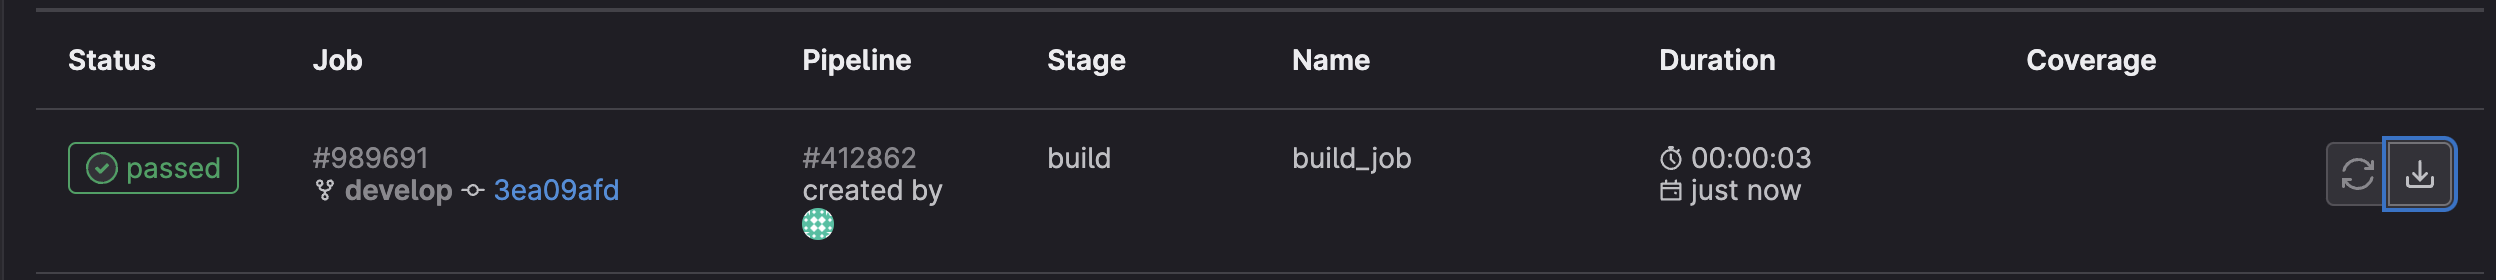 Status Job Pipeline Stage Name Duration Coverage
passed #989691 #412862 build build_job 00:00:03
develop 3ea09afd created by just now